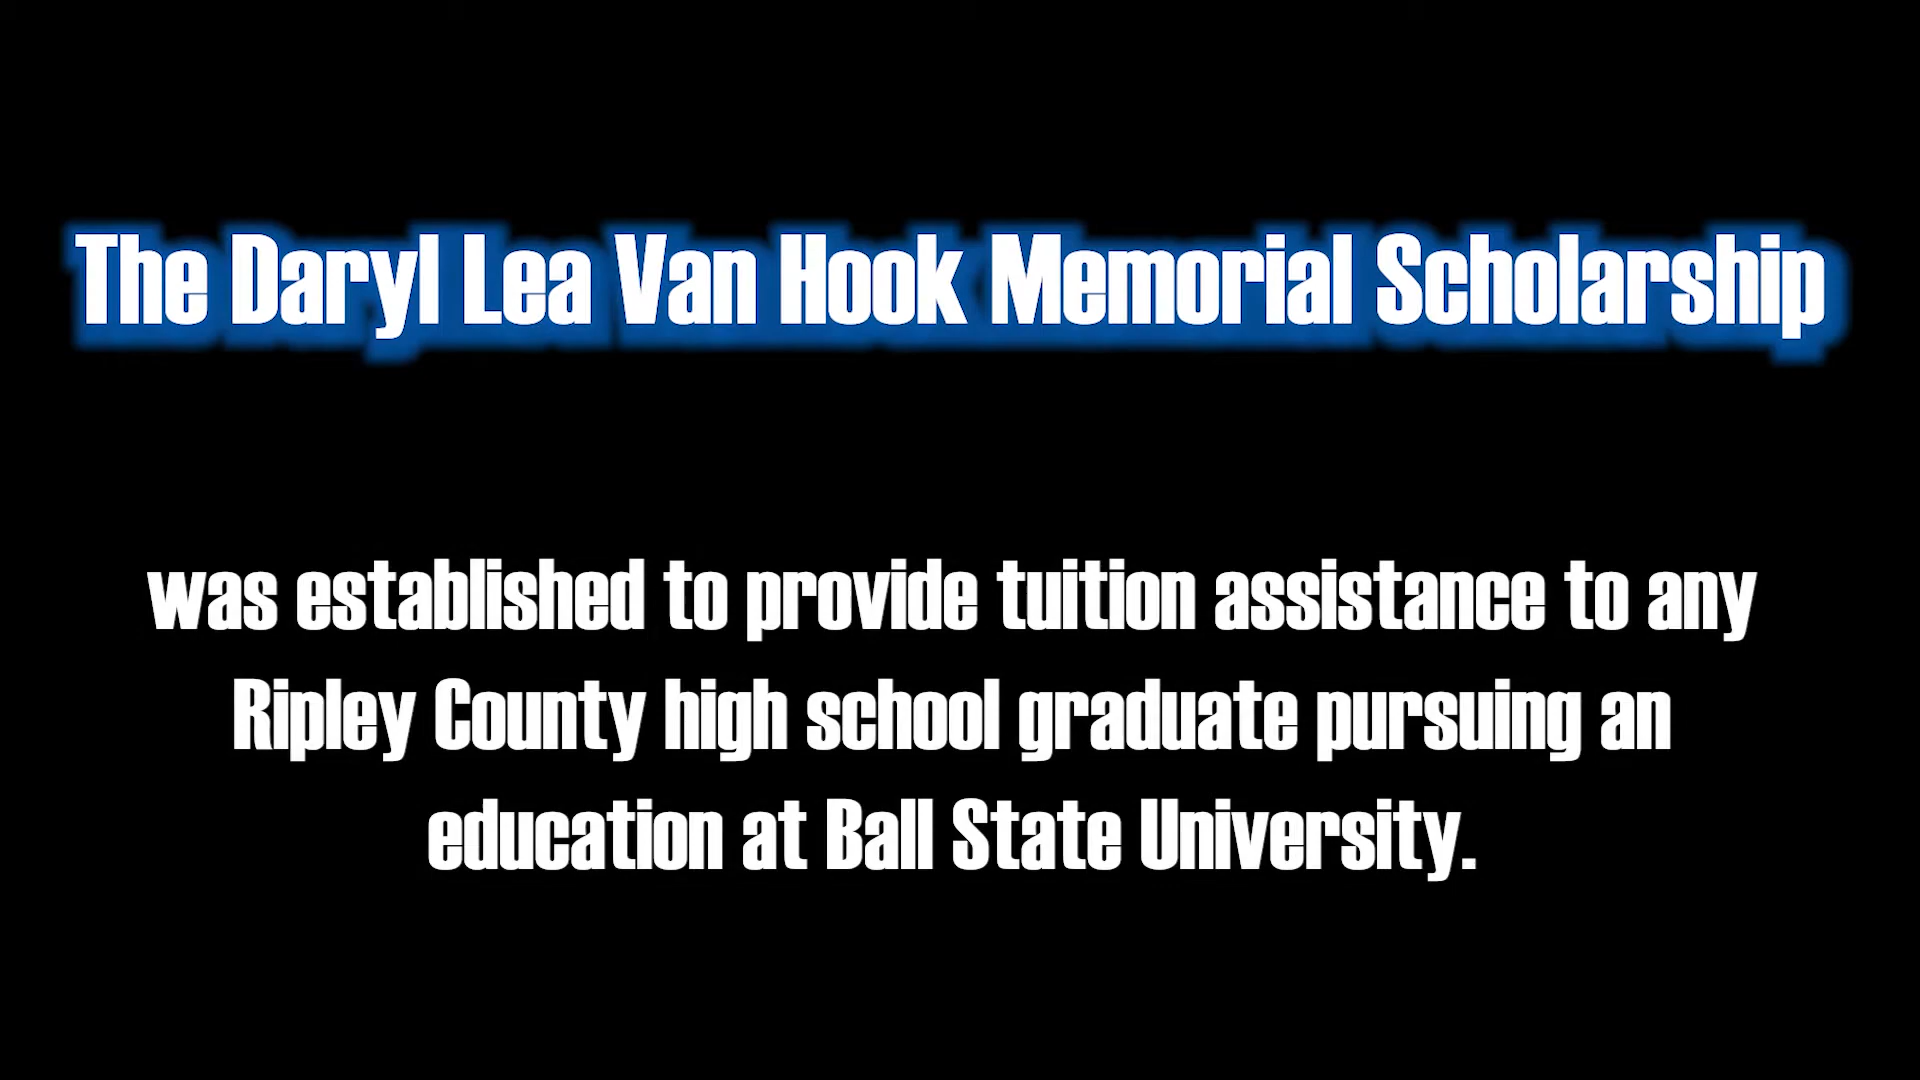 The Daryl Lea Van Hook Memorial Scholarship
was established to provide tuition assistance to any
Ripley County high school graduate pursuing an
education at Ball State University.